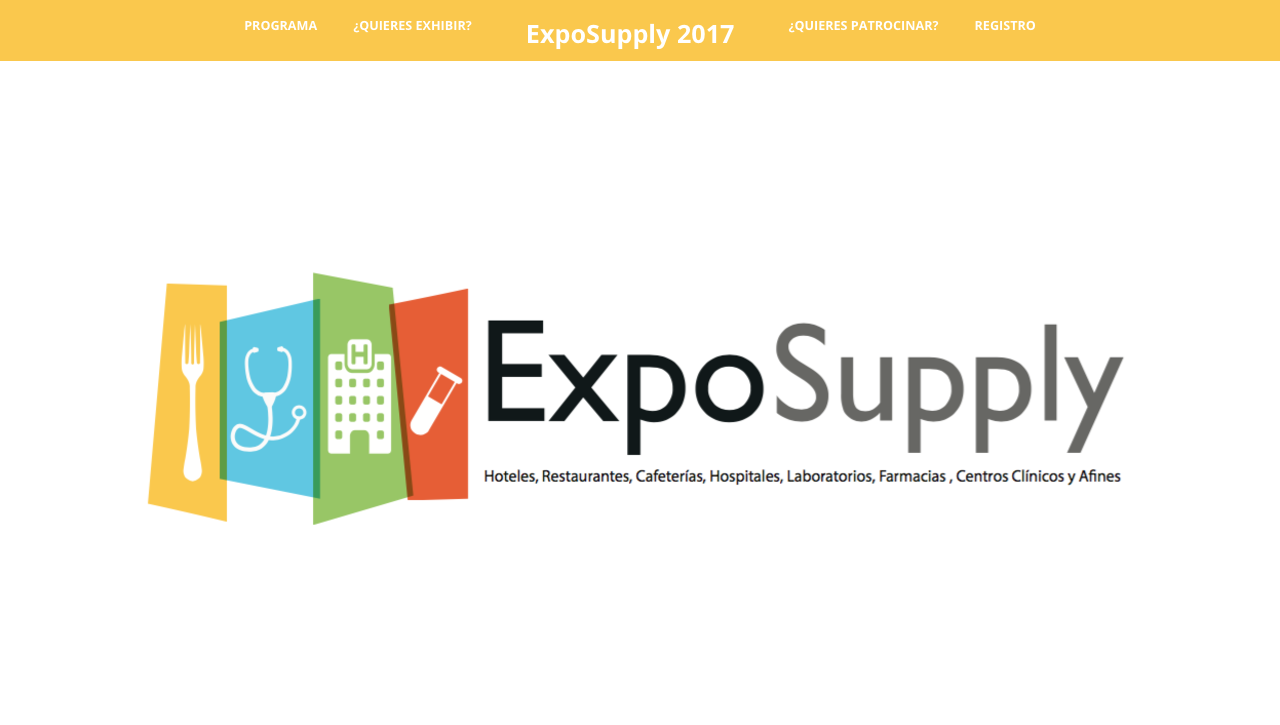 PROGRAMA ¿QUIERES EXHIBIR? ExpoSupply 2017 ¿QUIERES PATROCINAR? REGISTRO
H
ExpoSupply
Hoteles, Restaurantes, Cafeterías, Hospitales, Laboratorios, Farmacias , Centros Clínicos y Afines